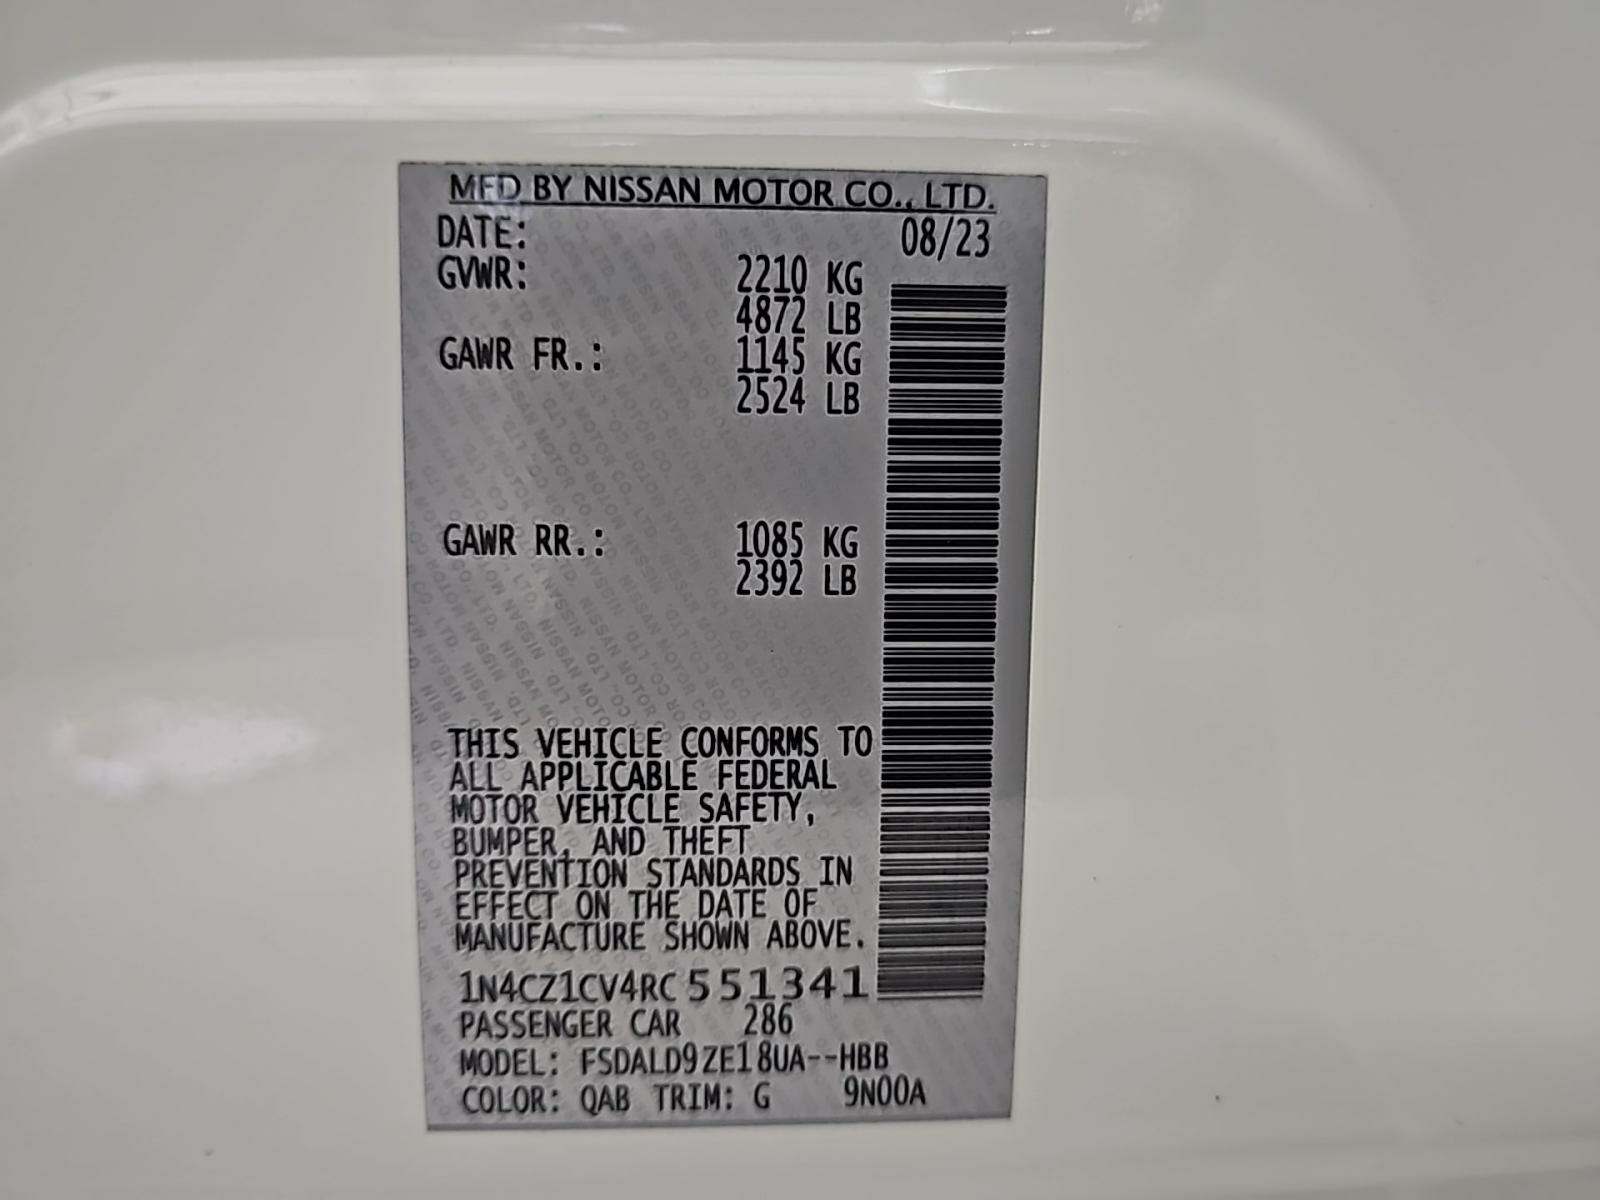 MFD BY NISSAN MOTOR CO., LTD.
DATE: 08/23
GVWR: 2210 KG
4872 LB
GAWR FR.: 1145 KG
2524 LB
GAWR RR.: 1085 KG
2392 LB
THIS VEHICLE CONFORMS TO
ALL APPLICABLE FEDERAL
MOTOR VEHICLE SAFETY,
BUMPER, AND THEFT
PREVENTION STANDARDS IN
EFFECT ON THE DATE OF
MANUFACTURE SHOWN ABOVE.
1N4CZ1CV4RC551341
PASSENGER CAR 286
MODEL: FSDALD9ZE18UA--HBB
COLOR: QAB TRIM: G 9N00A